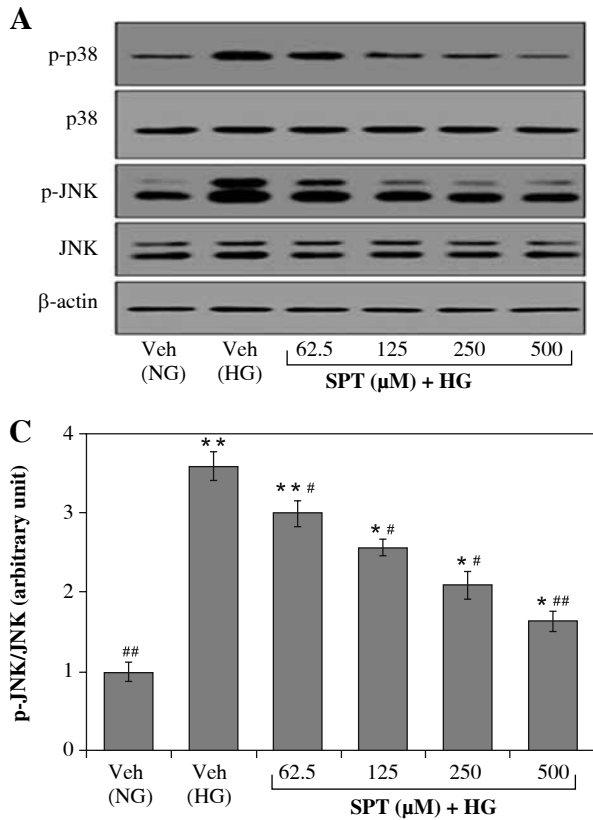 A
p-p38
p38
p-JNK
JNK
β-actin
Veh (NG)
Veh (HG)
62.5 125 250 500
SPT (μM) + HG
C
p-JNK/JNK (arbitrary unit)
4
3
2
1
0
##
**
** #
* #
* #
* ##
Veh (NG)
Veh (HG)
62.5 125 250 500
SPT (μM) + HG